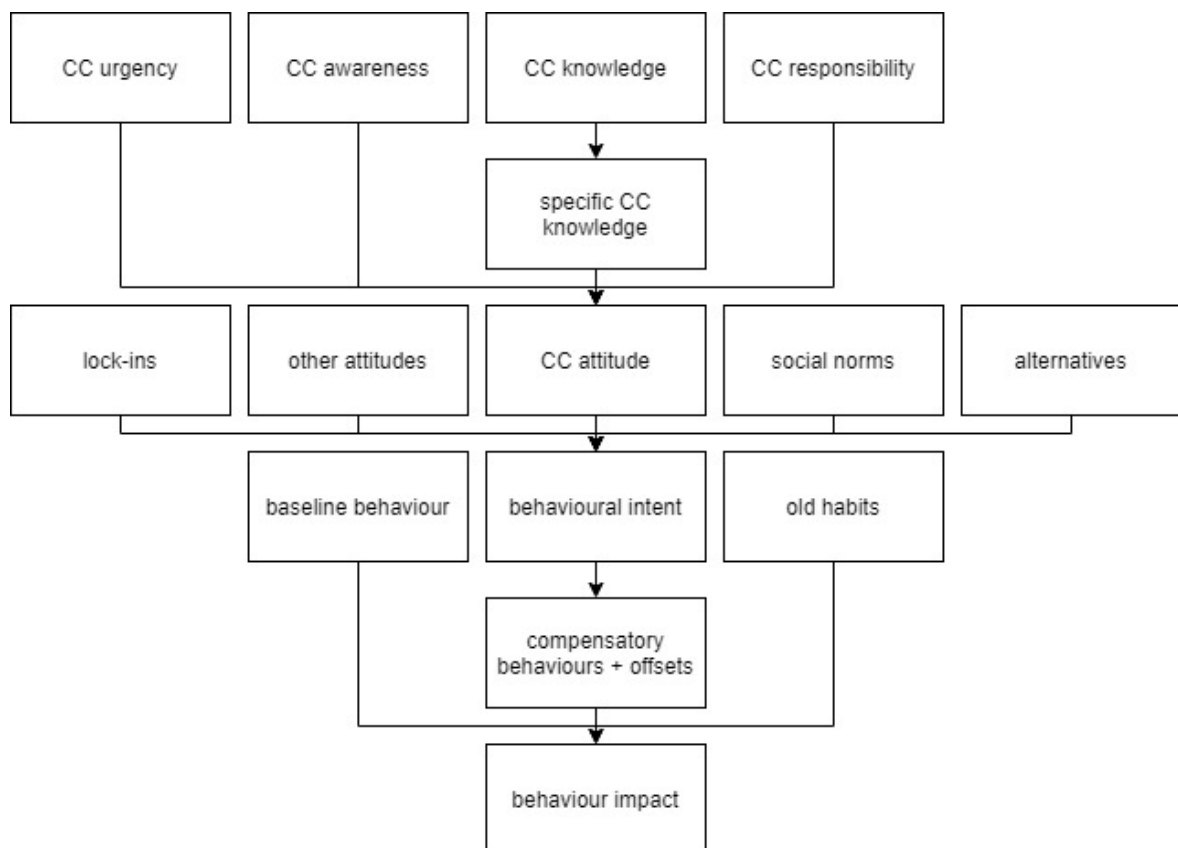 CC urgency
CC awareness
CC knowledge
CC responsibility
specific CC
knowledge
lock-ins
other attitudes
CC attitude
social norms
alternatives
baseline behaviour
behavioural intent
old habits
compensatory
behaviours + offsets
behaviour impact